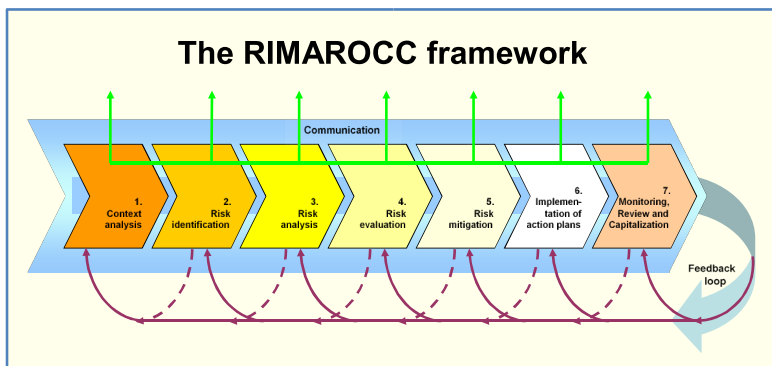 The RIMAROCC framework
Communication
1.
Context
analysis
2.
Risk
identification
3.
Risk
analysis
4.
Risk
evaluation
5.
Risk
mitigation
6.
Implemen-
tation of
action plans
7.
Monitoring,
Review and
Capitalization
Feedback
loop